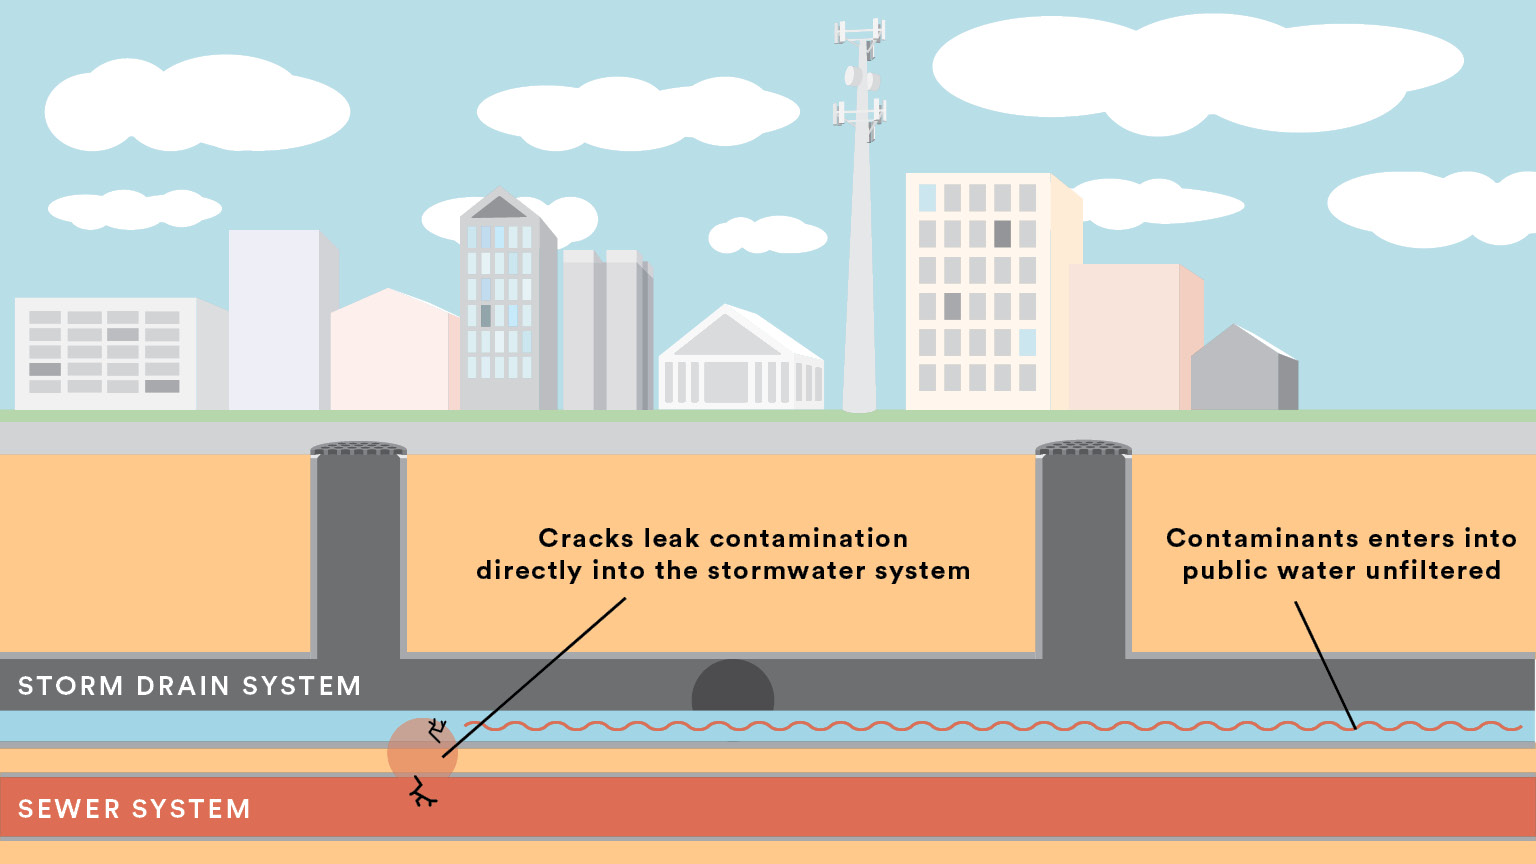 Cracks leak contamination
directly into the stormwater system
Contaminants enters into
public water unfiltered
STORM DRAIN SYSTEM
SEWER SYSTEM